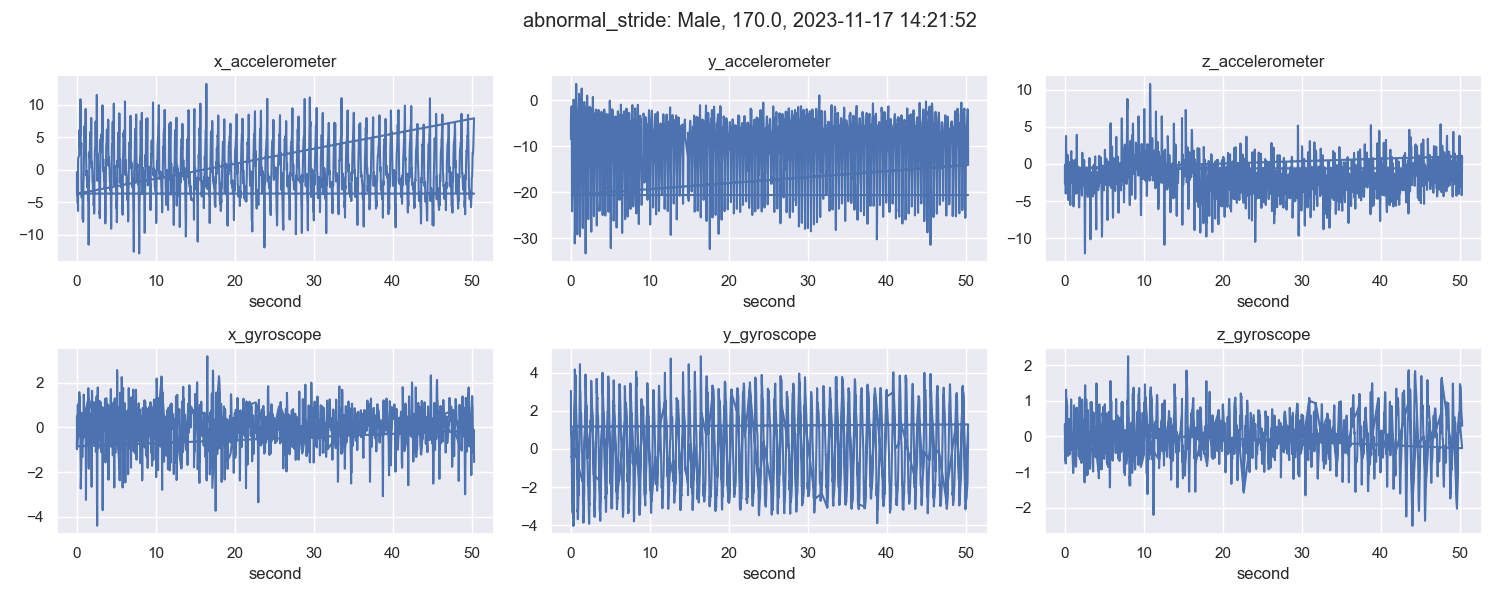 abnormal_stride: Male, 170.0, 2023-11-17 14:21:52
x_accelerometer
y_accelerometer
z_accelerometer
10
5
0
−5
−10
0
−10
−20
−30
10
5
0
−5
−10
0 10 20 30 40 50
0 10 20 30 40 50
0 10 20 30 40 50
second
second
second
x_gyroscope
y_gyroscope
z_gyroscope
2
0
−2
−4
4
2
0
−2
−4
2
1
0
−1
−2
0 10 20 30 40 50
0 10 20 30 40 50
0 10 20 30 40 50
second
second
second